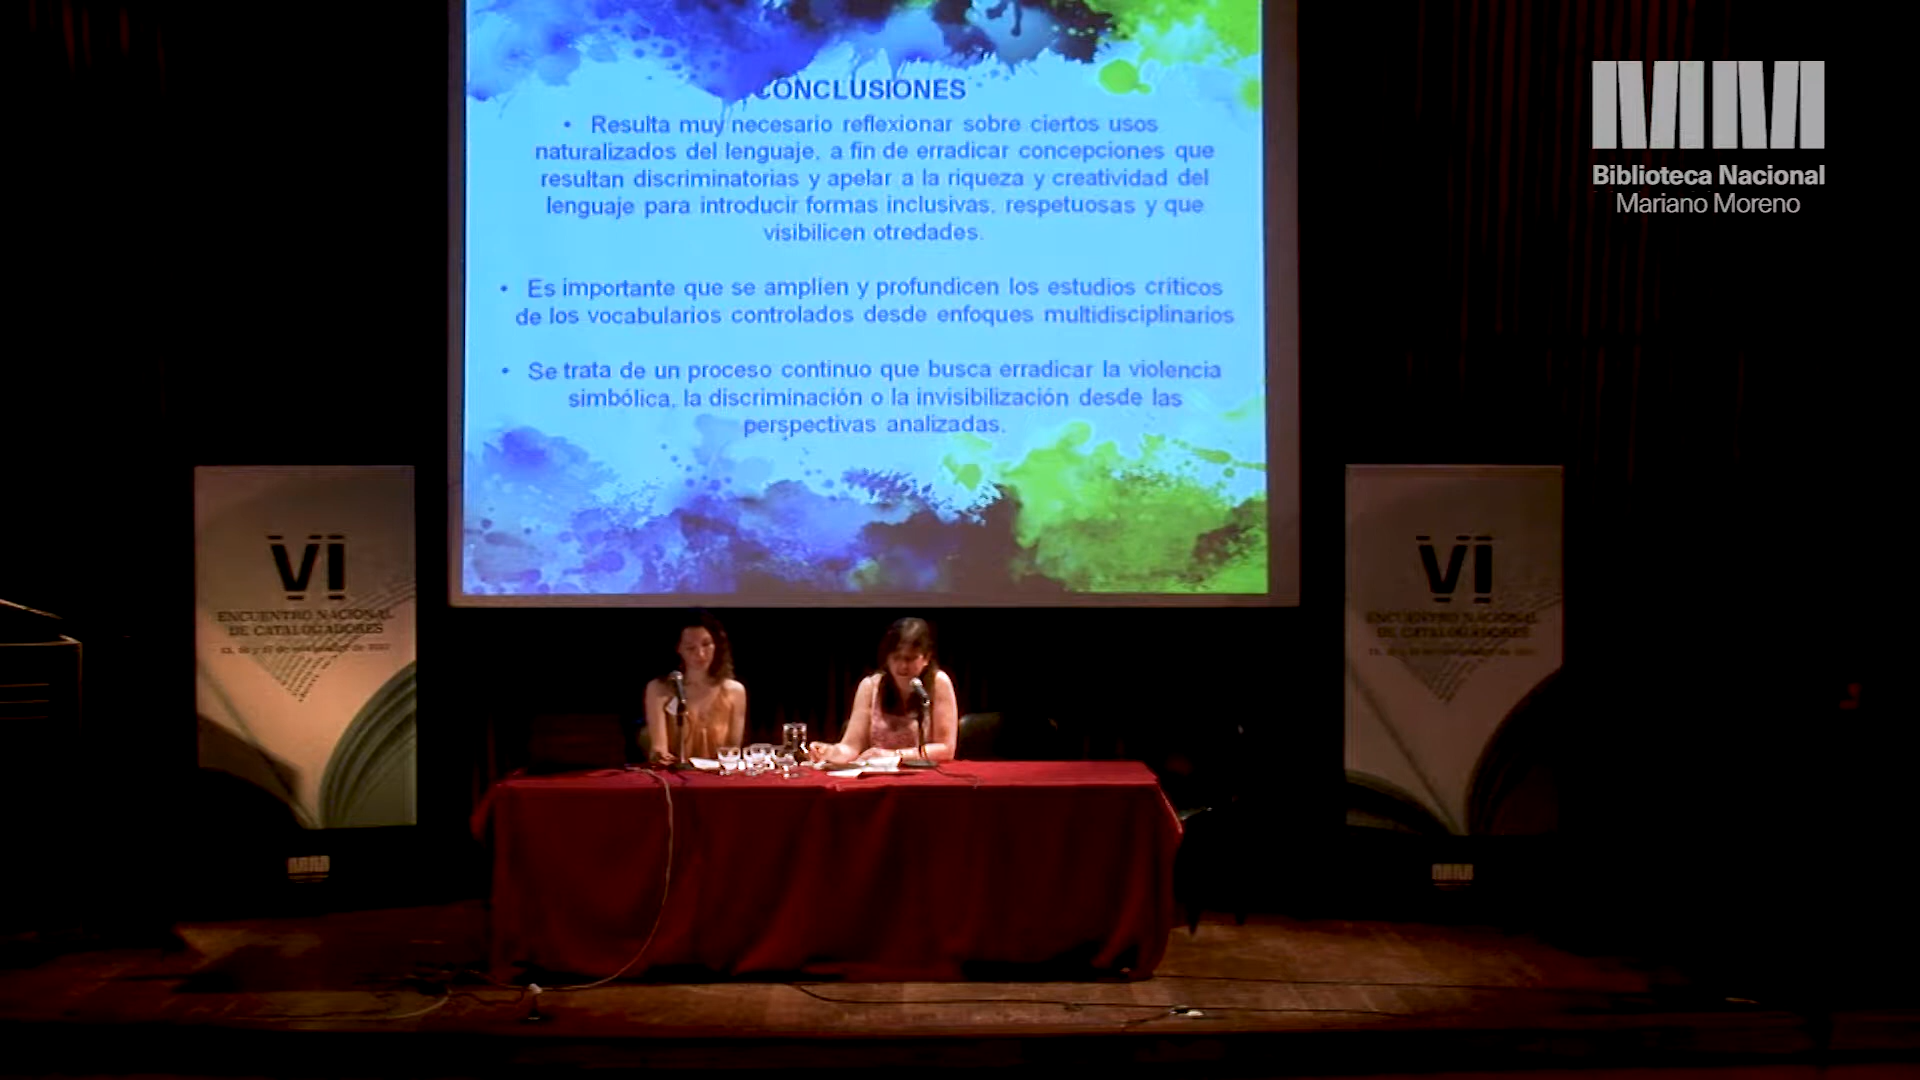 CONCLUSIONES
• Resulta muy necesario reflexionar sobre ciertos usos
naturalizados del lenguaje, a fin de erradicar concepciones que
resultan discriminatorias y apelar a la riqueza y creatividad del
lenguaje para introducir formas inclusivas, respetuosas y que
visibilicen otredades.
• Es importante que se amplíen y profundicen los estudios críticos
de los vocabularios controlados desde enfoques multidisciplinarios
• Se trata de un proceso continuo que busca erradicar la violencia
simbólica, la discriminación o la invisibilización desde las
perspectivas analizadas.
Biblioteca Nacional
Mariano Moreno
VI
ENCUENTRO NACIONAL
DE CATALOGADORES
VI
ENCUENTRO NACIONAL
DE CATALOGADORES